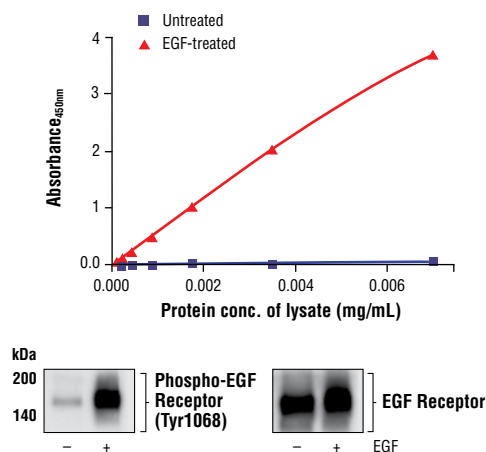 Untreated
EGF-treated
4
3
2
1
0.0
Absorbance450nm
0.000
0.002
0.004
0.006
Protein conc. of lysate (mg/mL)
kDa
200
140
Phospho-EGF
Receptor
(Tyr1068)
EGF Receptor
– + – + EGF